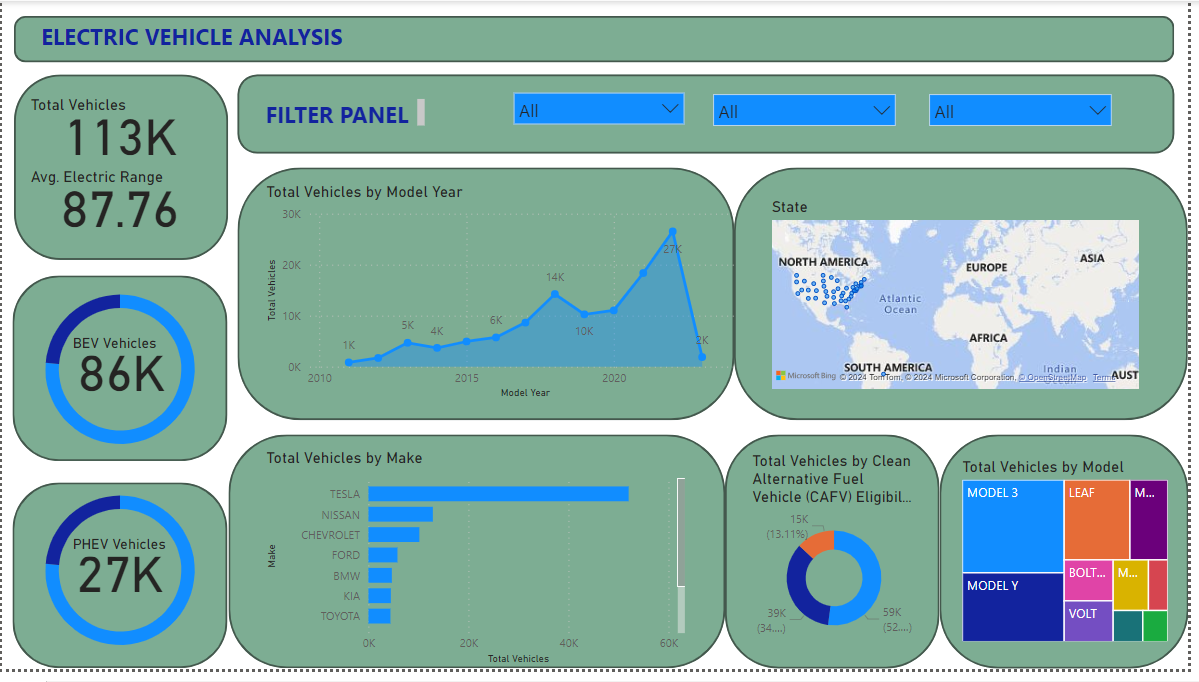 ELECTRIC VEHICLE ANALYSIS
Total Vehicles
113K
Avg. Electric Range
87.76
FILTER PANEL
All
All
All
BEV Vehicles
86K
PHEV Vehicles
27K
Total Vehicles by Model Year
30K
20K
10K
0K
Total Vehicles
1K
5K
4K
6K
14K
10K
27K
2K
2010
2015
2020
Model Year
State
NORTH AMERICA
EUROPE
ASIA
Atlantic
Ocean
AFRICA
SOUTH AMERICA
Indian
AUST
Microsoft Bing
© 2024 TomTom, © 2024 Microsoft Corporation, © OpenStreetMap
Terms
Total Vehicles by Make
Make
TESLA
NISSAN
CHEVROLET
FORD
BMW
KIA
TOYOTA
0K
20K
40K
60K
Total Vehicles
Total Vehicles by Clean
Alternative Fuel
Vehicle (CAFV) Eligibil...
15K
(13.11%)
39K
(34....)
59K
(52....)
Total Vehicles by Model
MODEL 3
LEAF
M...
MODEL Y
BOLT...
M...
VOLT